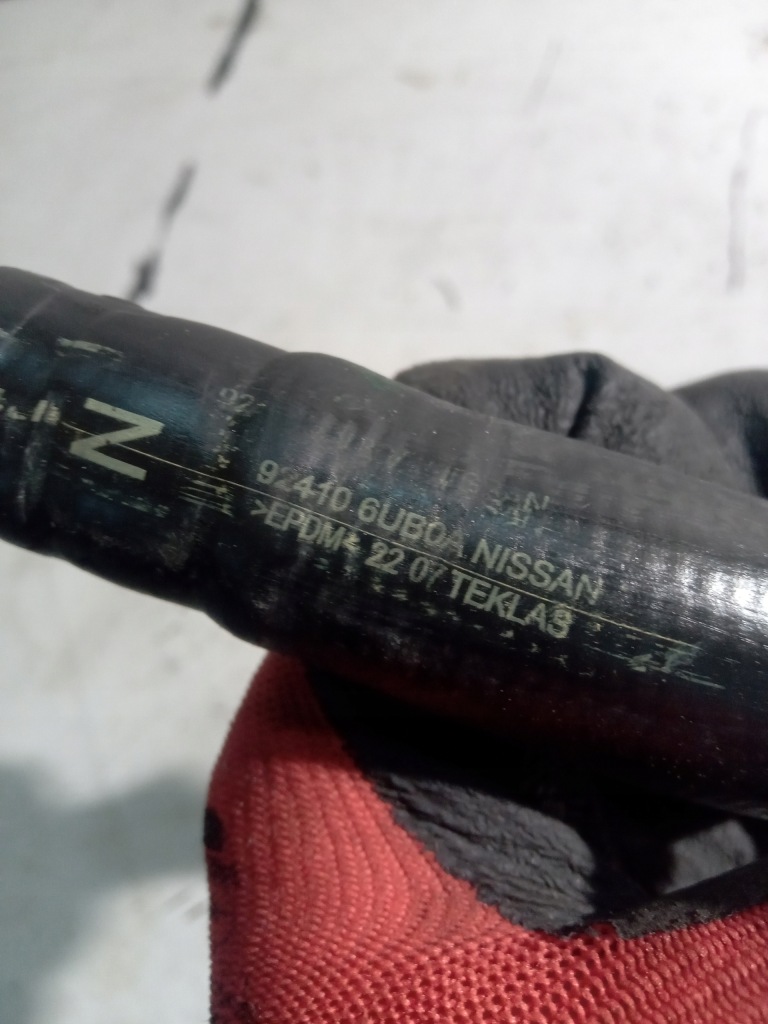 N
92410 6UB0A NISSAN
>EPDM< 22 07 TEKLAS